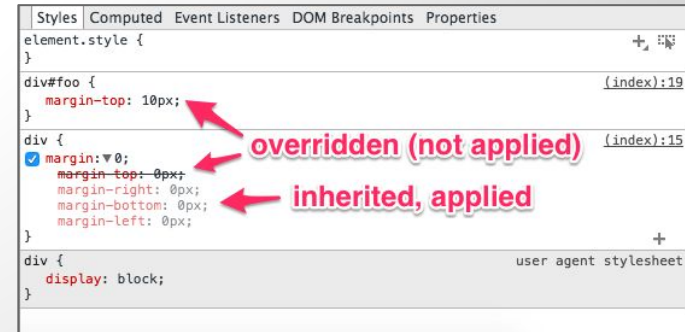 Styles Computed Event Listeners DOM Breakpoints Properties
element.style {
}
div#foo { (index):19
margin-top: 10px;
}
overridden (not applied)
div { (index):15
margin:▼0;
margin-top: 0px;
margin-right: 0px;
inherited, applied
margin-bottom: 0px;
margin-left: 0px;
}
div { user agent stylesheet
display: block;
}